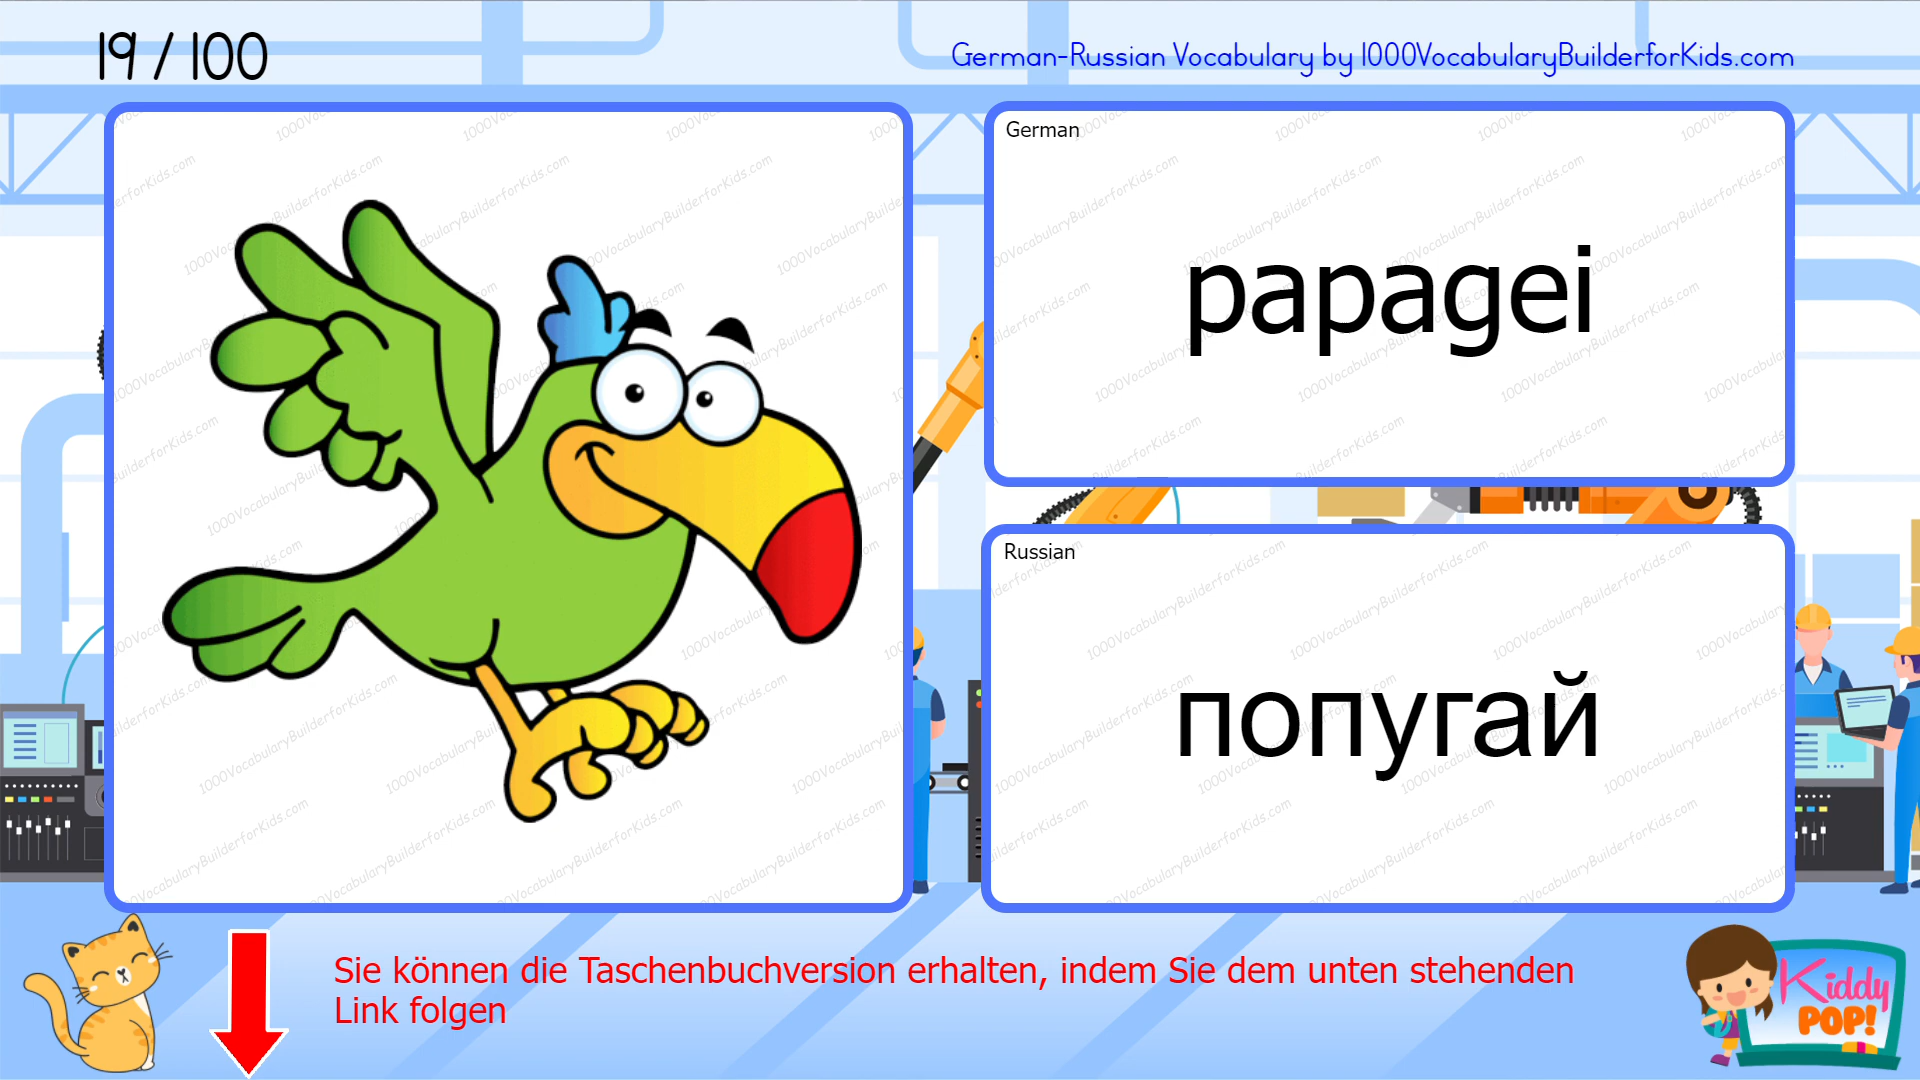 19 / 100
German-Russian Vocabulary by 1000VocabularyBuilderforKids.com
German
papagei
Russian
попугай
Sie können die Taschenbuchversion erhalten, indem Sie dem unten stehenden
Link folgen
Kiddy
POP!